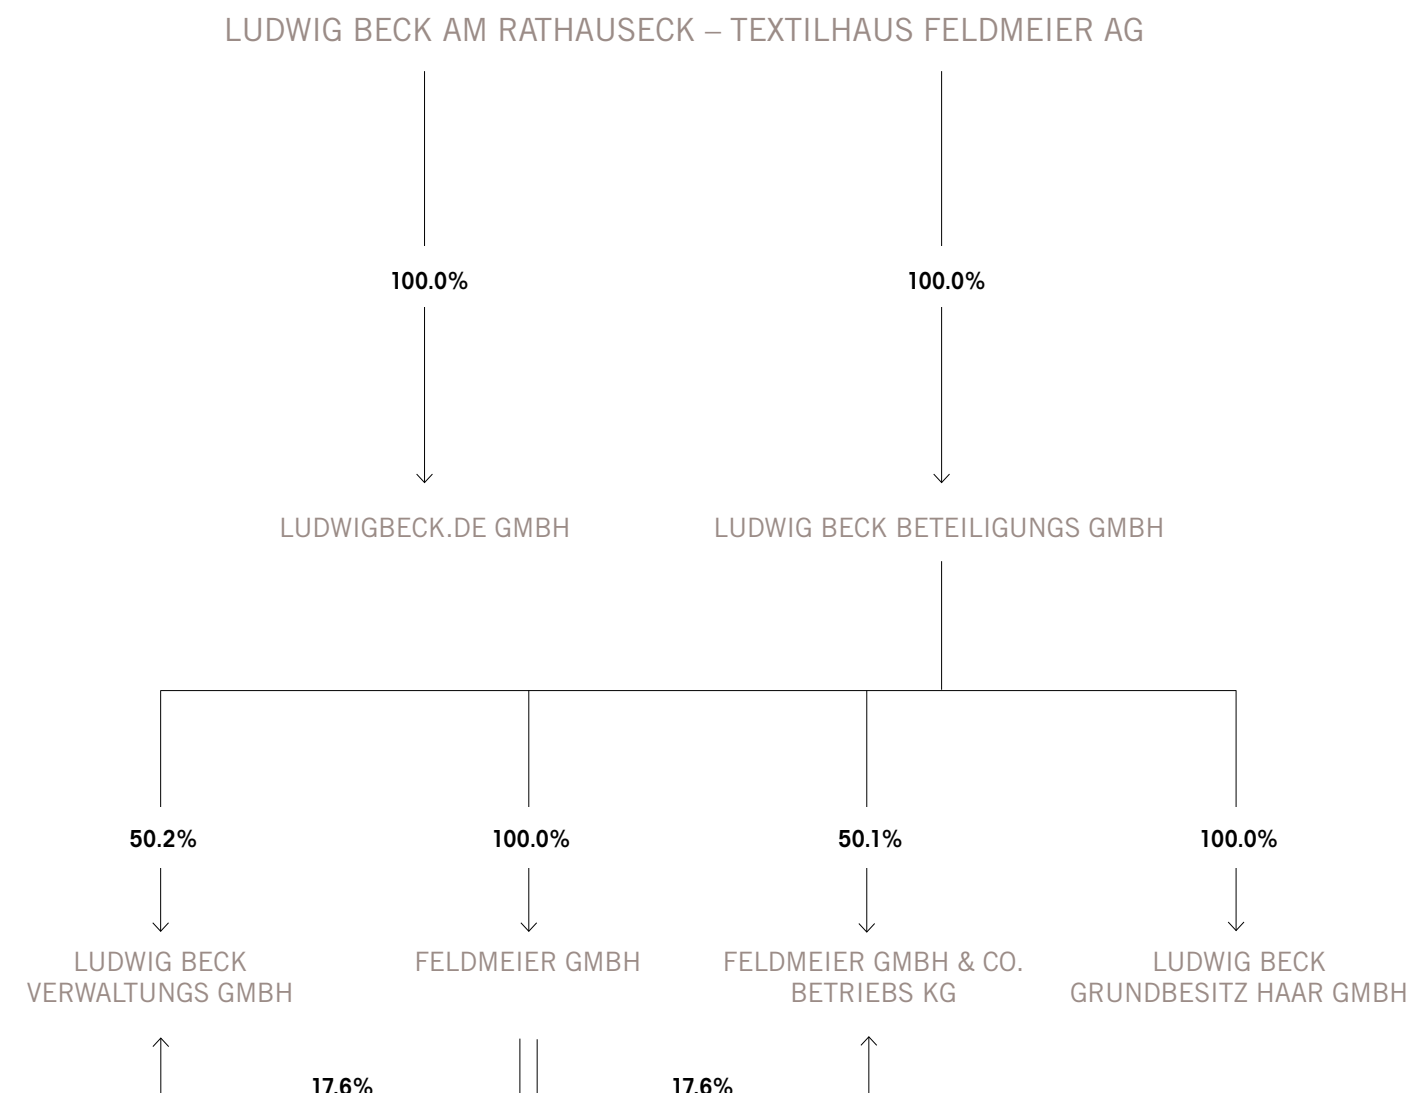 LUDWIG BECK AM RATHAUSECK – TEXTILHAUS FELDMEIER AG
100.0%
100.0%
LUDWIGBECK.DE GMBH
LUDWIG BECK BETEILIGUNGS GMBH
50.2%
100.0%
50.1%
100.0%
LUDWIG BECK
VERWALTUNGS GMBH
FELDMEIER GMBH
FELDMEIER GMBH & CO.
BETRIEBS KG
LUDWIG BECK
GRUNDBESITZ HAAR GMBH
17.6%
17.6%